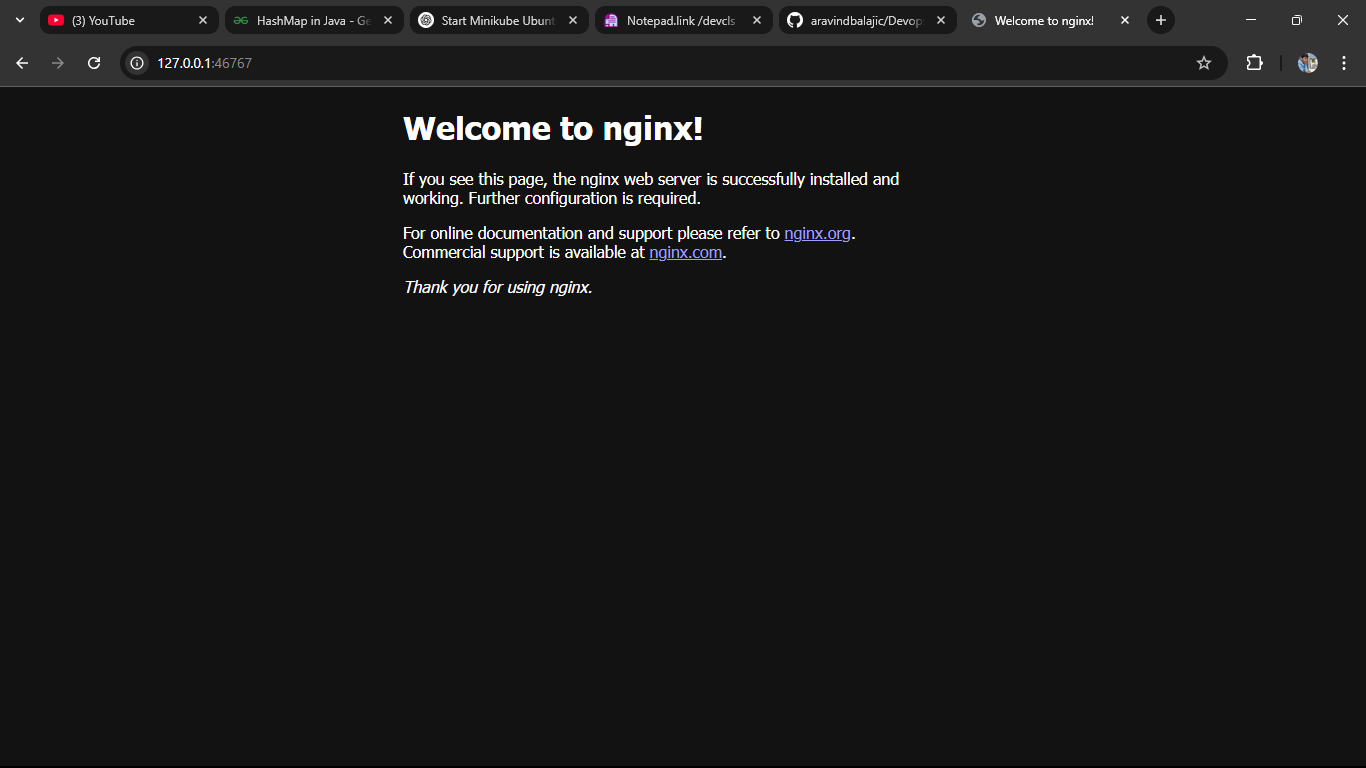 (3) YouTube
HashMap in Java - Ge
Start Minikube Ubunt
Notepad.link /devcls
aravindbalajic/Devop
Welcome to nginx!
127.0.0.1:46767
Welcome to nginx!
If you see this page, the nginx web server is successfully installed and
working. Further configuration is required.
For online documentation and support please refer to nginx.org.
Commercial support is available at nginx.com.
Thank you for using nginx.